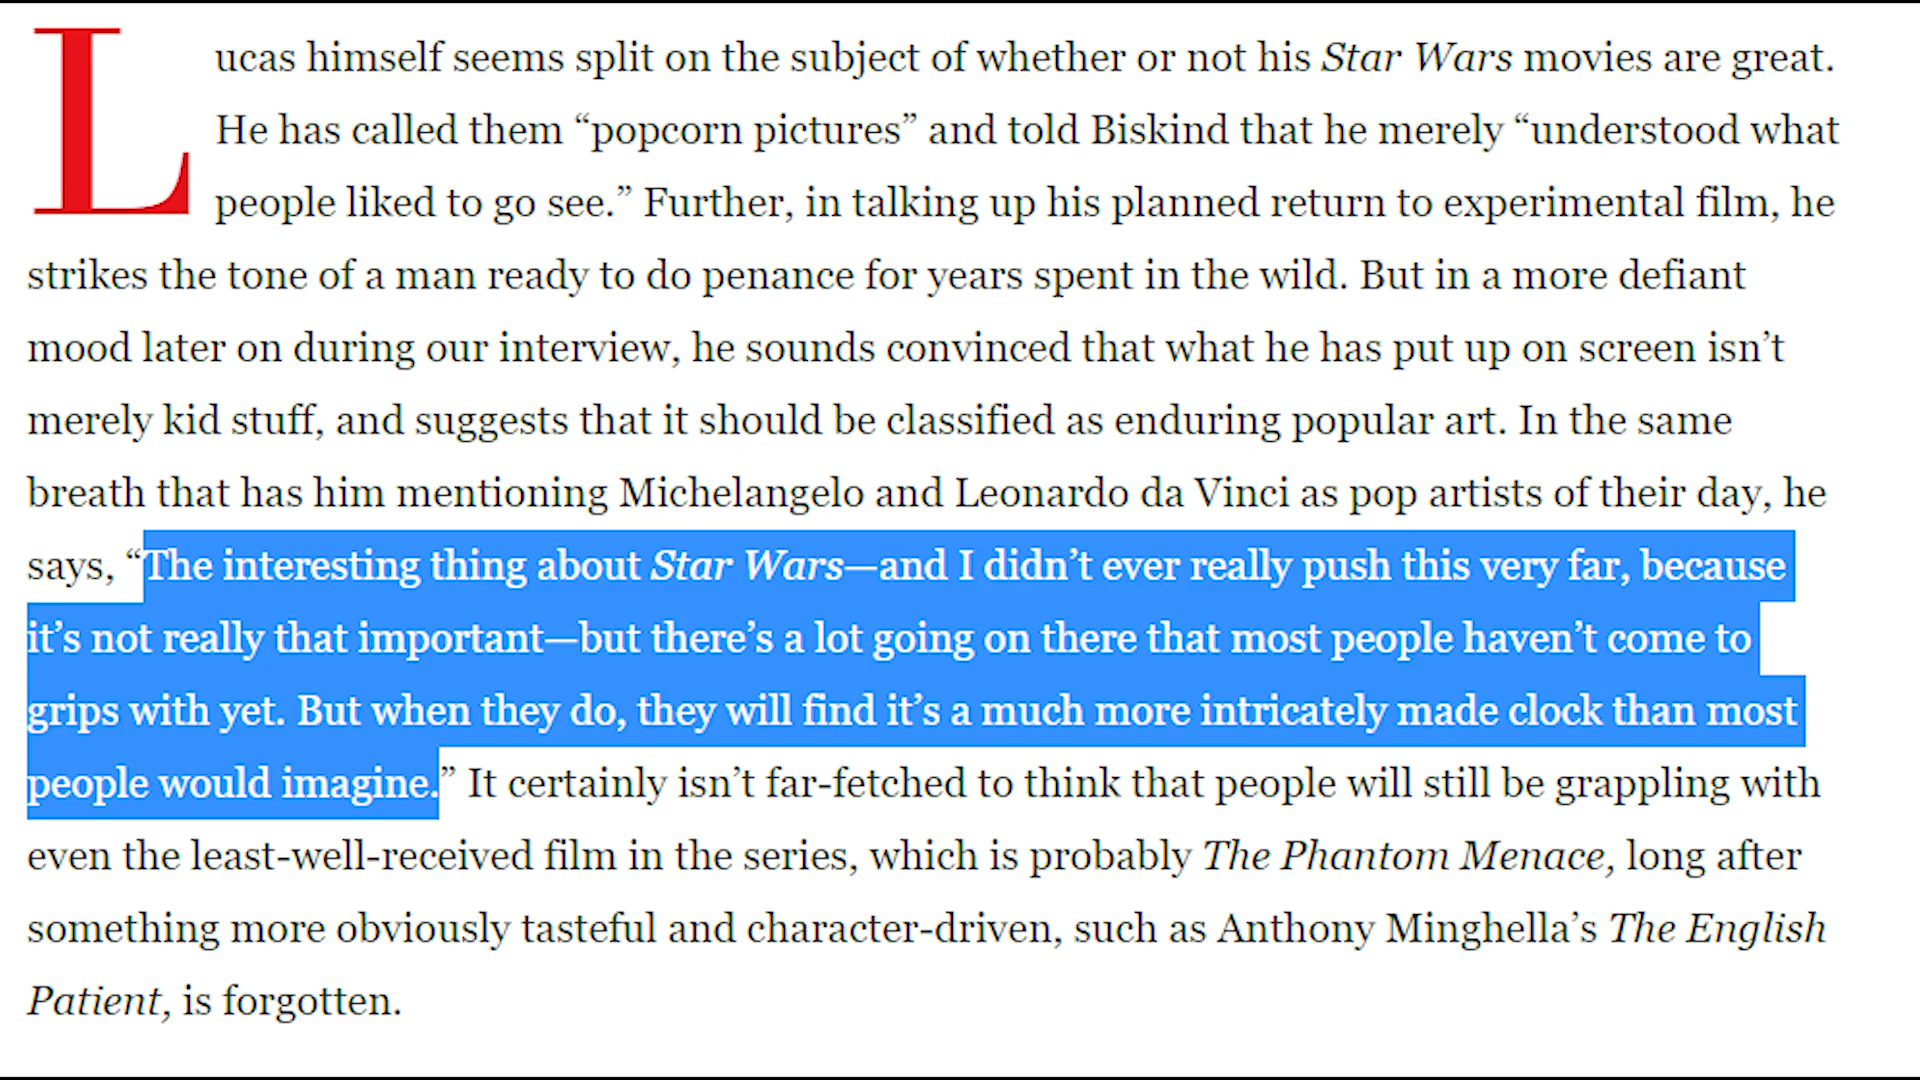 Lucas himself seems split on the subject of whether or not his Star Wars movies are great.
He has called them “popcorn pictures” and told Biskind that he merely “understood what
people liked to go see.” Further, in talking up his planned return to experimental film, he
strikes the tone of a man ready to do penance for years spent in the wild. But in a more defiant
mood later on during our interview, he sounds convinced that what he has put up on screen isn’t
merely kid stuff, and suggests that it should be classified as enduring popular art. In the same
breath that has him mentioning Michelangelo and Leonardo da Vinci as pop artists of their day, he
says, “The interesting thing about Star Wars—and I didn’t ever really push this very far, because
it’s not really that important—but there’s a lot going on there that most people haven’t come to
grips with yet. But when they do, they will find it’s a much more intricately made clock than most
people would imagine.” It certainly isn’t far-fetched to think that people will still be grappling with
even the least-well-received film in the series, which is probably The Phantom Menace, long after
something more obviously tasteful and character-driven, such as Anthony Minghella’s The English
Patient, is forgotten.